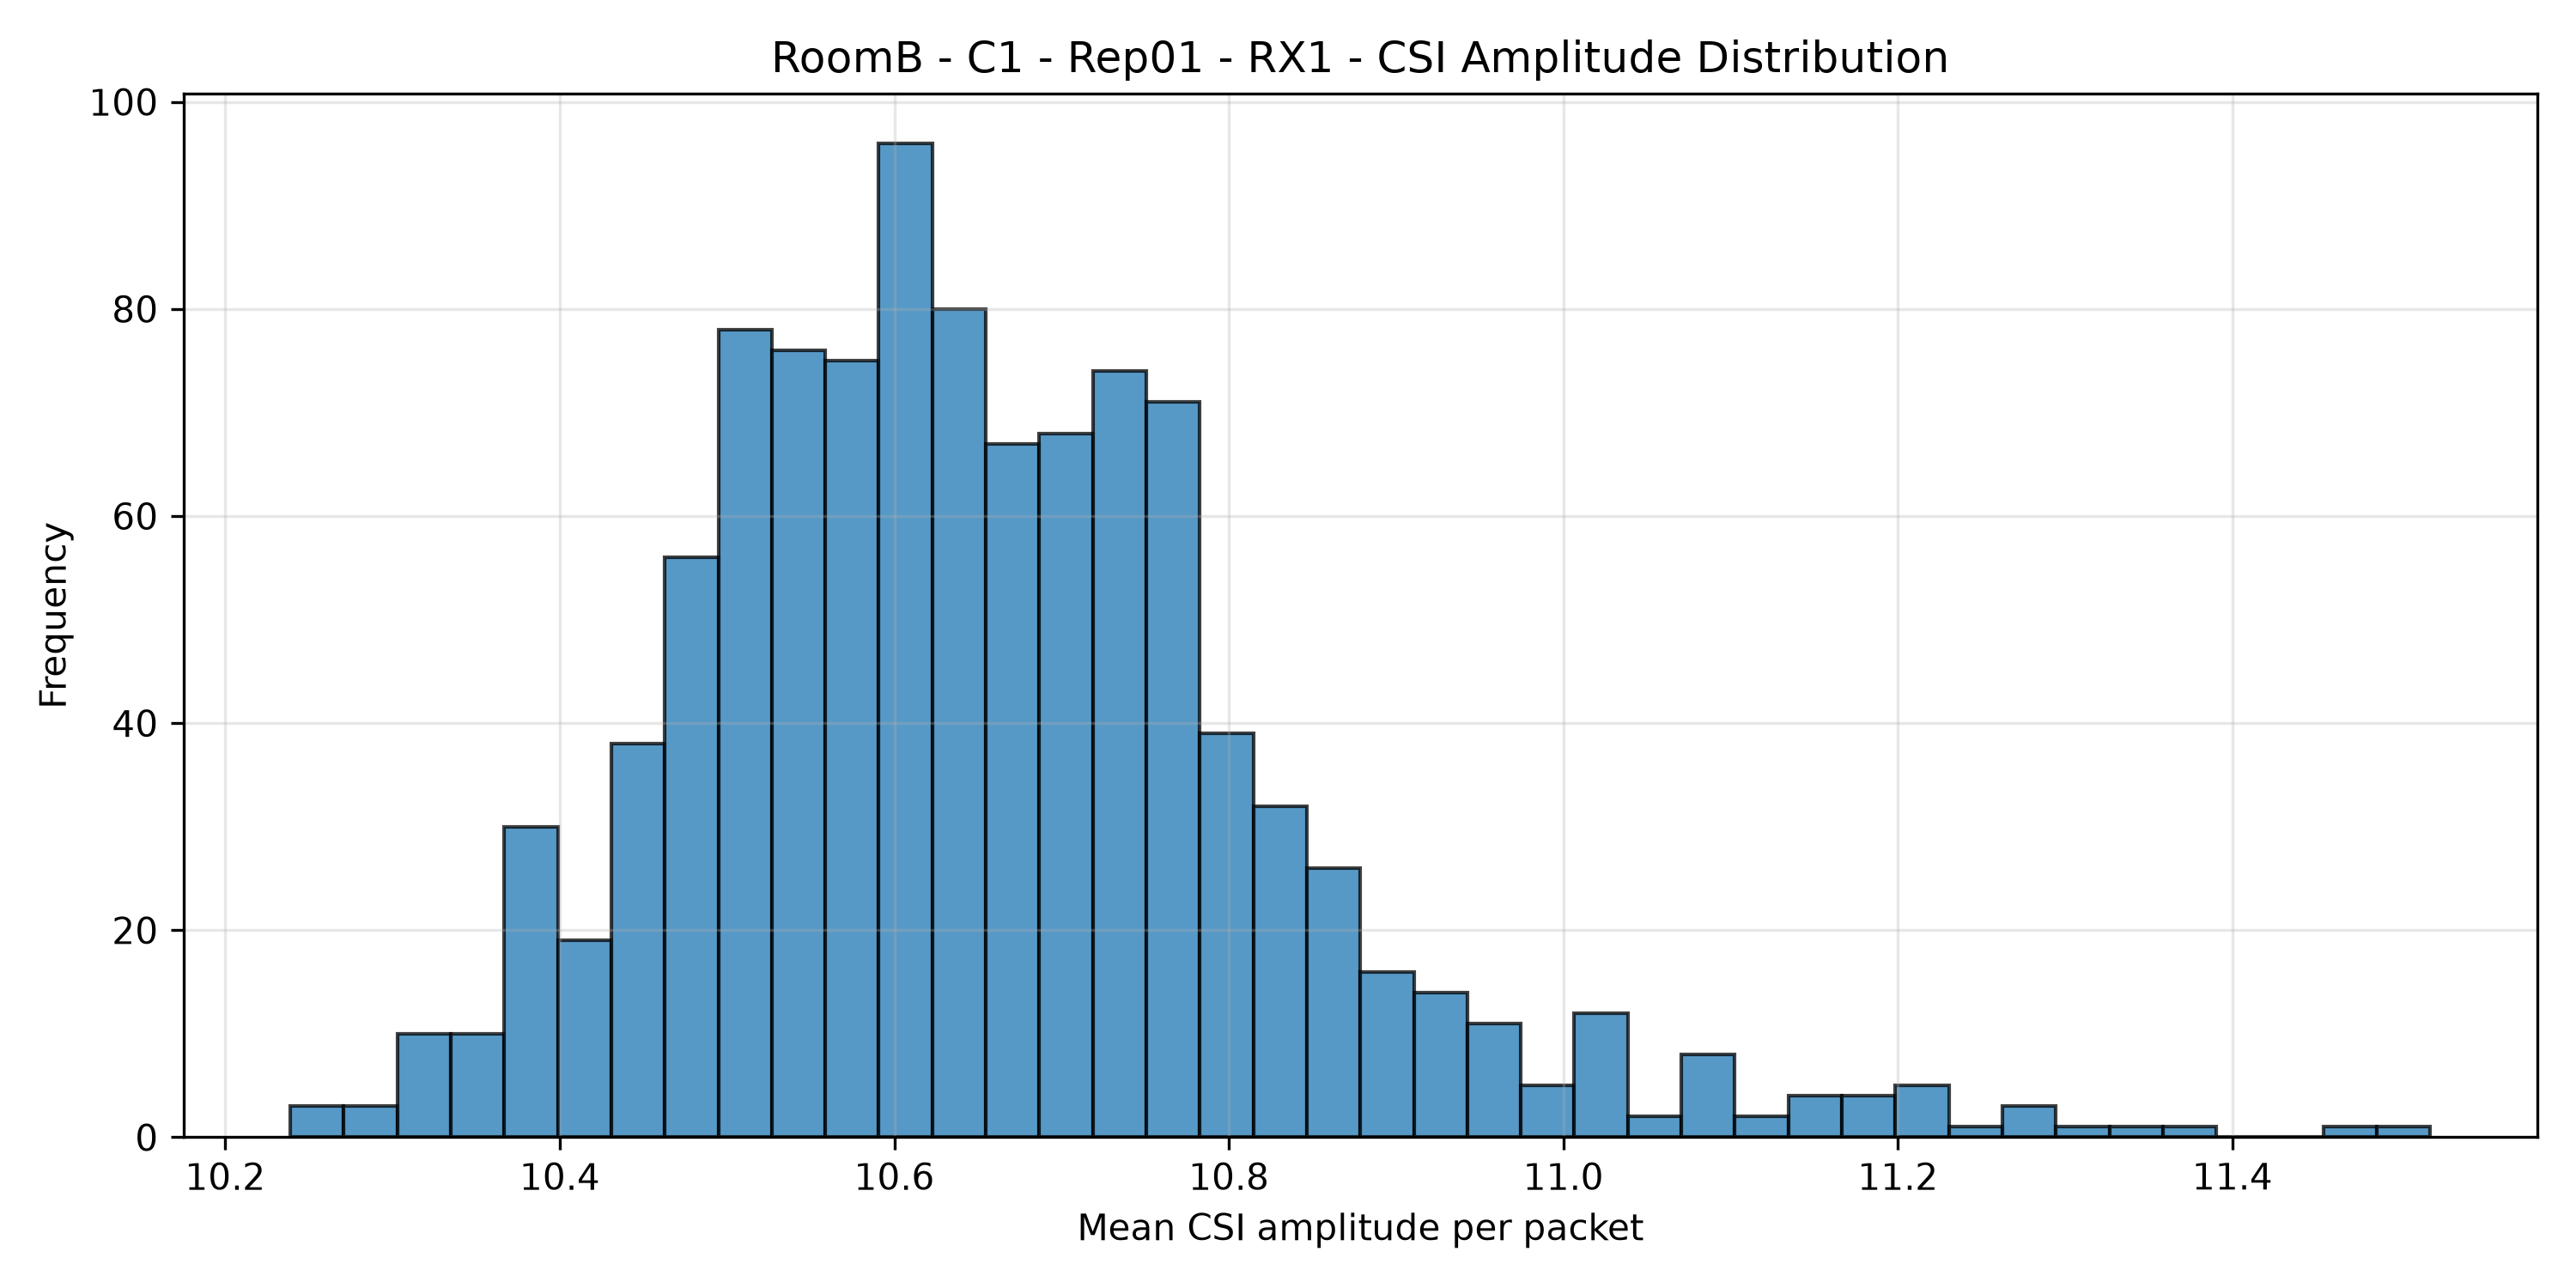 RoomB - C1 - Rep01 - RX1 - CSI Amplitude Distribution
100
80
60
40
20
0
Frequency
10.2 10.4 10.6 10.8 11.0 11.2 11.4
Mean CSI amplitude per packet